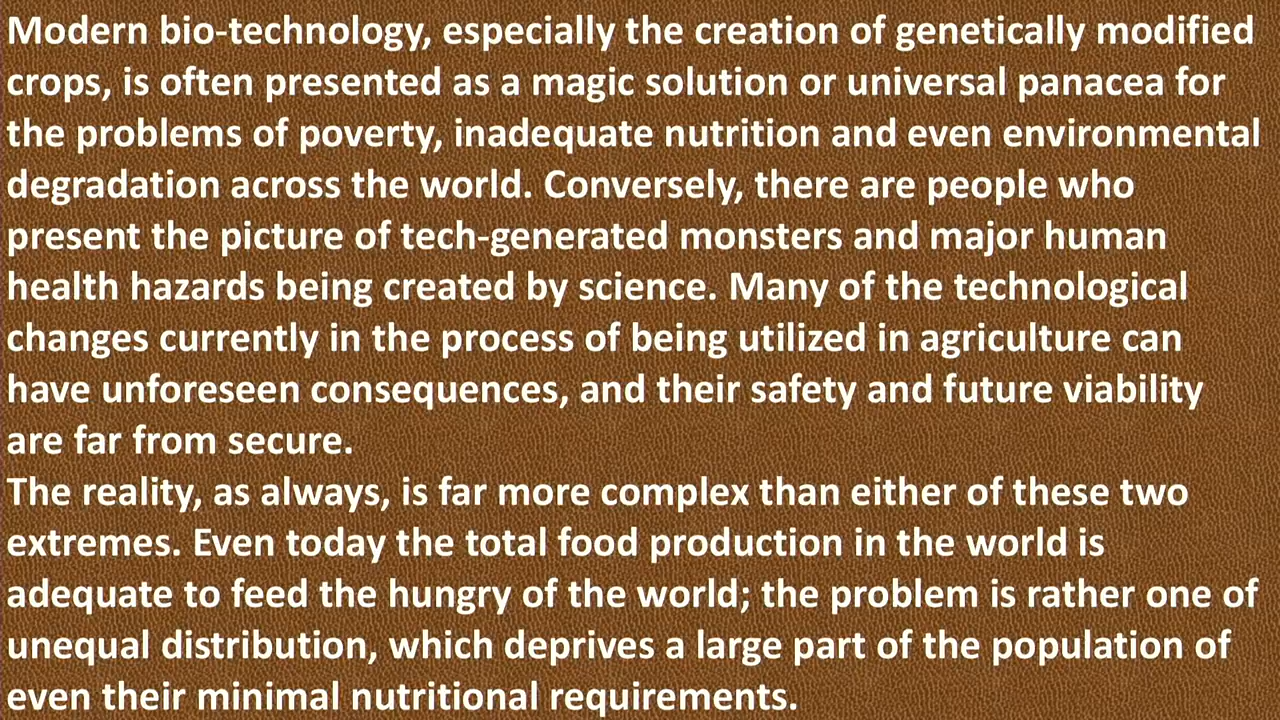 Modern bio-technology, especially the creation of genetically modified
crops, is often presented as a magic solution or universal panacea for
the problems of poverty, inadequate nutrition and even environmental
degradation across the world. Conversely, there are people who
present the picture of tech-generated monsters and major human
health hazards being created by science. Many of the technological
changes currently in the process of being utilized in agriculture can
have unforeseen consequences, and their safety and future viability
are far from secure.
The reality, as always, is far more complex than either of these two
extremes. Even today the total food production in the world is
adequate to feed the hungry of the world; the problem is rather one of
unequal distribution, which deprives a large part of the population of
even their minimal nutritional requirements.